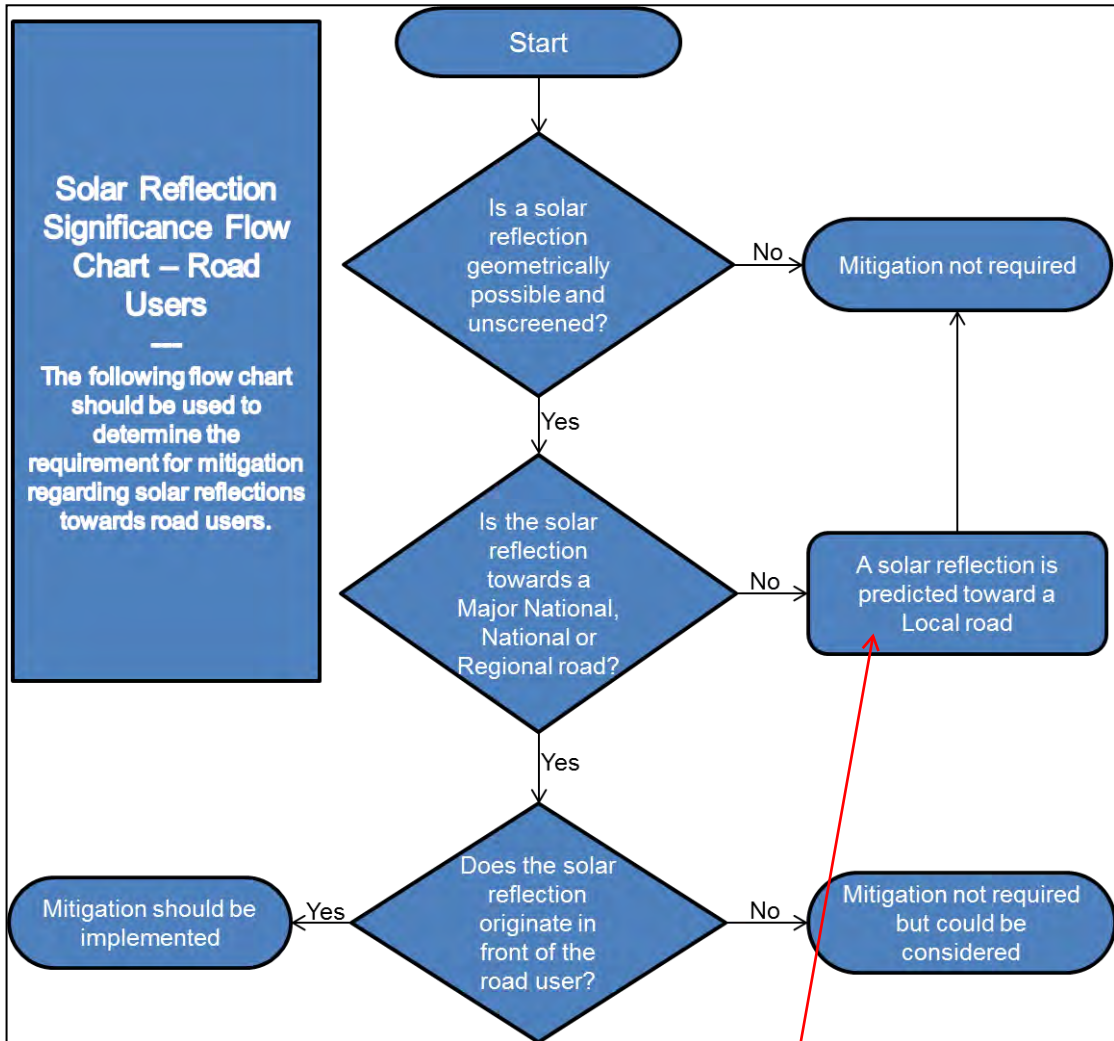 Solar Reflection
Significance Flow
Chart – Road
Users
—
The following flow chart
should be used to
determine the
requirement for mitigation
regarding solar reflections
towards road users.
Start
Is a solar
reflection
geometrically
possible and
unscreened?
No
Mitigation not required
Yes
Is the solar
reflection
towards a
Major National,
National or
Regional road?
No
A solar reflection is
predicted toward a
Local road
Yes
Does the solar
reflection
originate in
front of the
road user?
Yes
Mitigation should be
implemented
No
Mitigation not required
but could be
considered